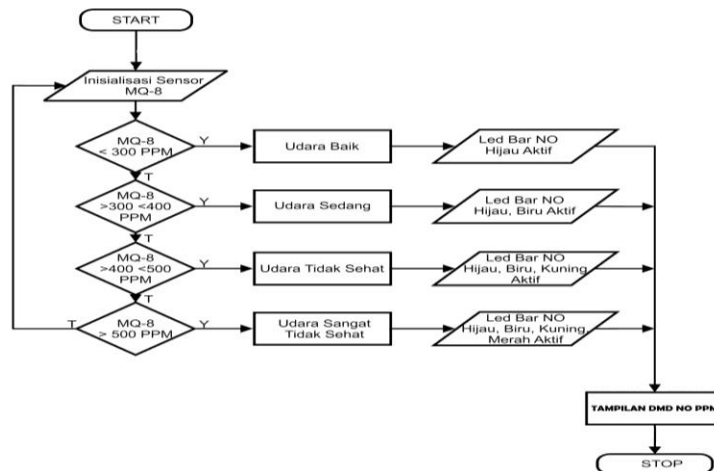 START
Inisialisasi Sensor
MQ-8
MQ-8
< 300 PPM
Y
Udara Baik
Led Bar NO
Hijau Aktif
T
MQ-8
>300 <400
PPM
Y
Udara Sedang
Led Bar NO
Hijau, Biru Aktif
T
MQ-8
>400 <500
PPM
Y
Udara Tidak Sehat
Led Bar NO
Hijau, Biru, Kuning
Aktif
T
T
MQ-8
> 500 PPM
Y
Udara Sangat
Tidak Sehat
Led Bar NO
Hijau, Biru, Kuning,
Merah Aktif
TAMPILAN DMD NO PPM
STOP